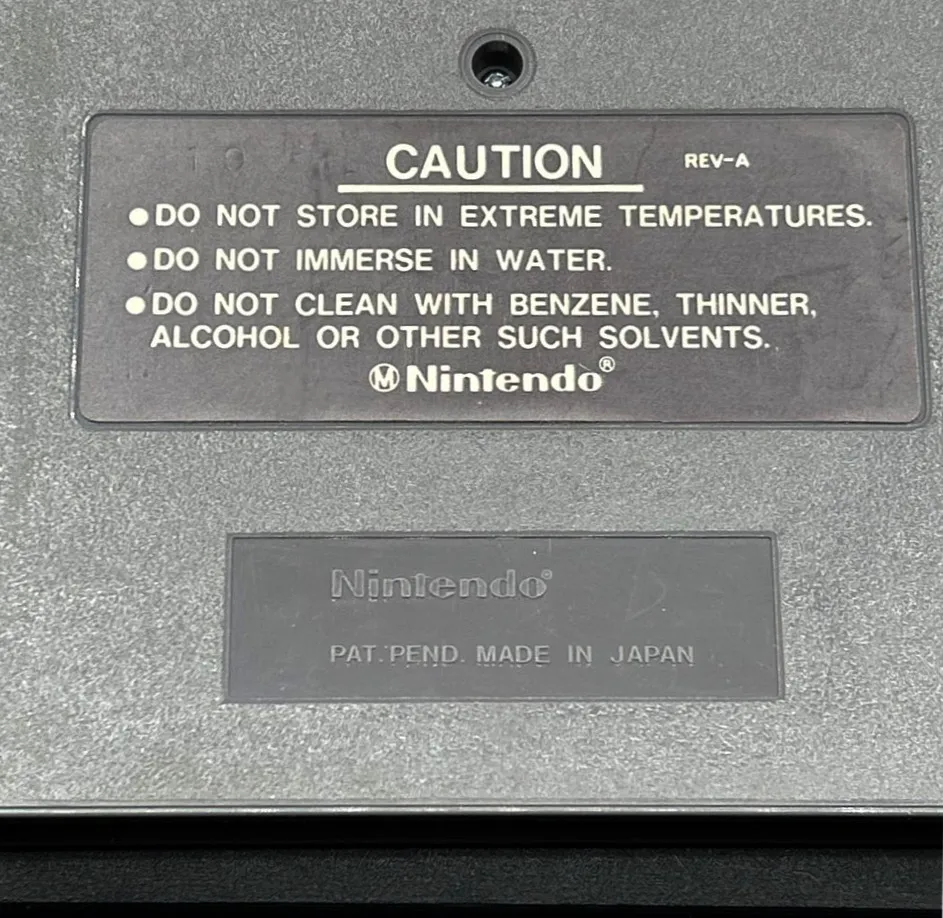 CAUTION REV-A
●DO NOT STORE IN EXTREME TEMPERATURES.
●DO NOT IMMERSE IN WATER.
●DO NOT CLEAN WITH BENZENE, THINNER,
ALCOHOL OR OTHER SUCH SOLVENTS.
Ⓜ Nintendo®
Nintendo®
PAT. PEND. MADE IN JAPAN